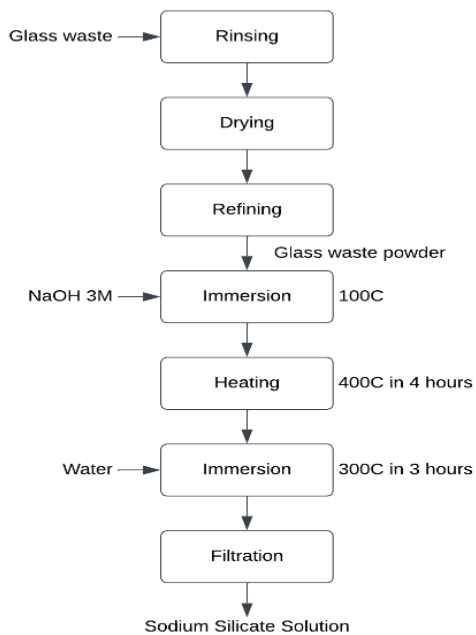 Glass waste
Rinsing
Drying
Refining
Glass waste powder
NaOH 3M
Immersion
100C
Heating
400C in 4 hours
Water
Immersion
300C in 3 hours
Filtration
Sodium Silicate Solution